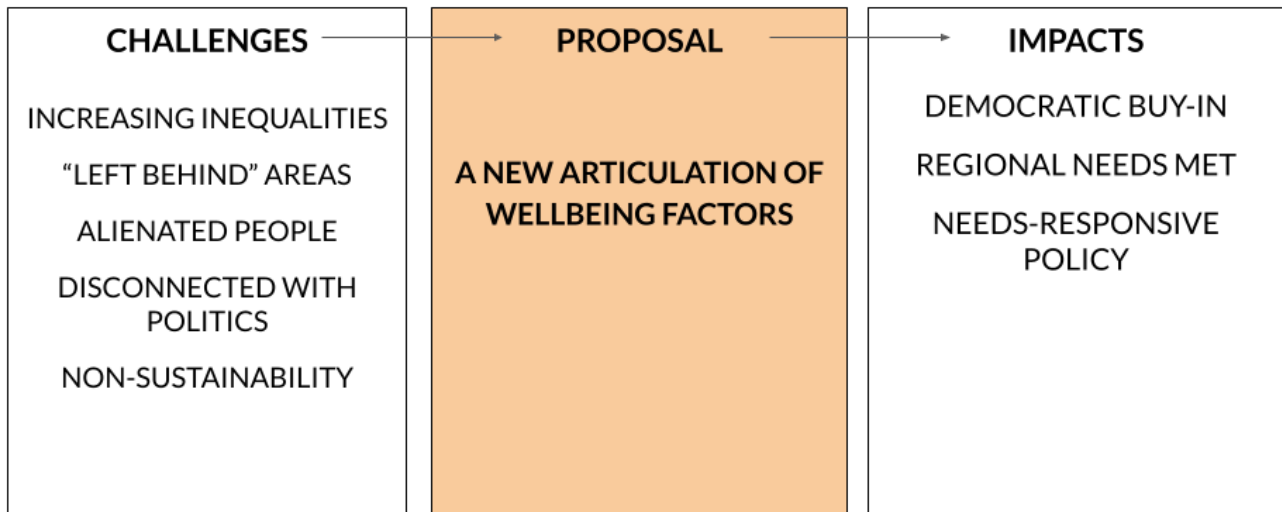 CHALLENGES
INCREASING INEQUALITIES
“LEFT BEHIND” AREAS
ALIENATED PEOPLE
DISCONNECTED WITH
POLITICS
NON-SUSTAINABILITY
PROPOSAL
A NEW ARTICULATION OF
WELLBEING FACTORS
IMPACTS
DEMOCRATIC BUY-IN
REGIONAL NEEDS MET
NEEDS-RESPONSIVE
POLICY